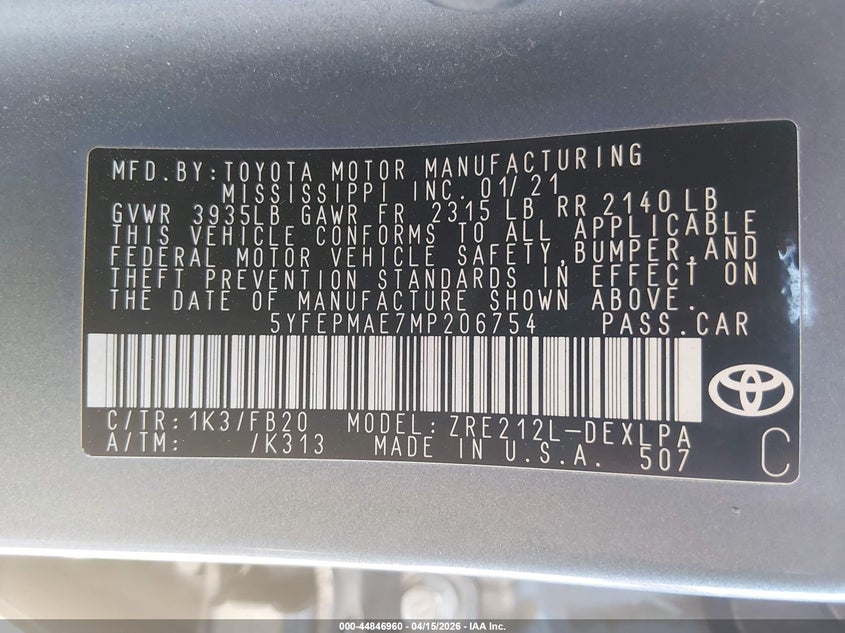 MFD.BY:TOYOTA MOTOR MANUFACTURING
MISSISSIPPI INC. 01/21
GVWR 3935LB GAWR FR 2315 LB RR 2140 LB
THIS VEHICLE CONFORMS TO ALL APPLICABLE
FEDERAL MOTOR VEHICLE SAFETY,BUMPER,AND
THEFT PREVENTION STANDARDS IN EFFECT ON
THE DATE OF MANUFACTURE SHOWN ABOVE.
5YFEPMAE7MP206754 PASS.CAR
C/TR:1K3/FB20 MODEL:ZRE212L-DEXLPA
A/TM: /K313 MADE IN U.S.A. 507
C
000-44846960 - 04/15/2026 - IAA Inc.